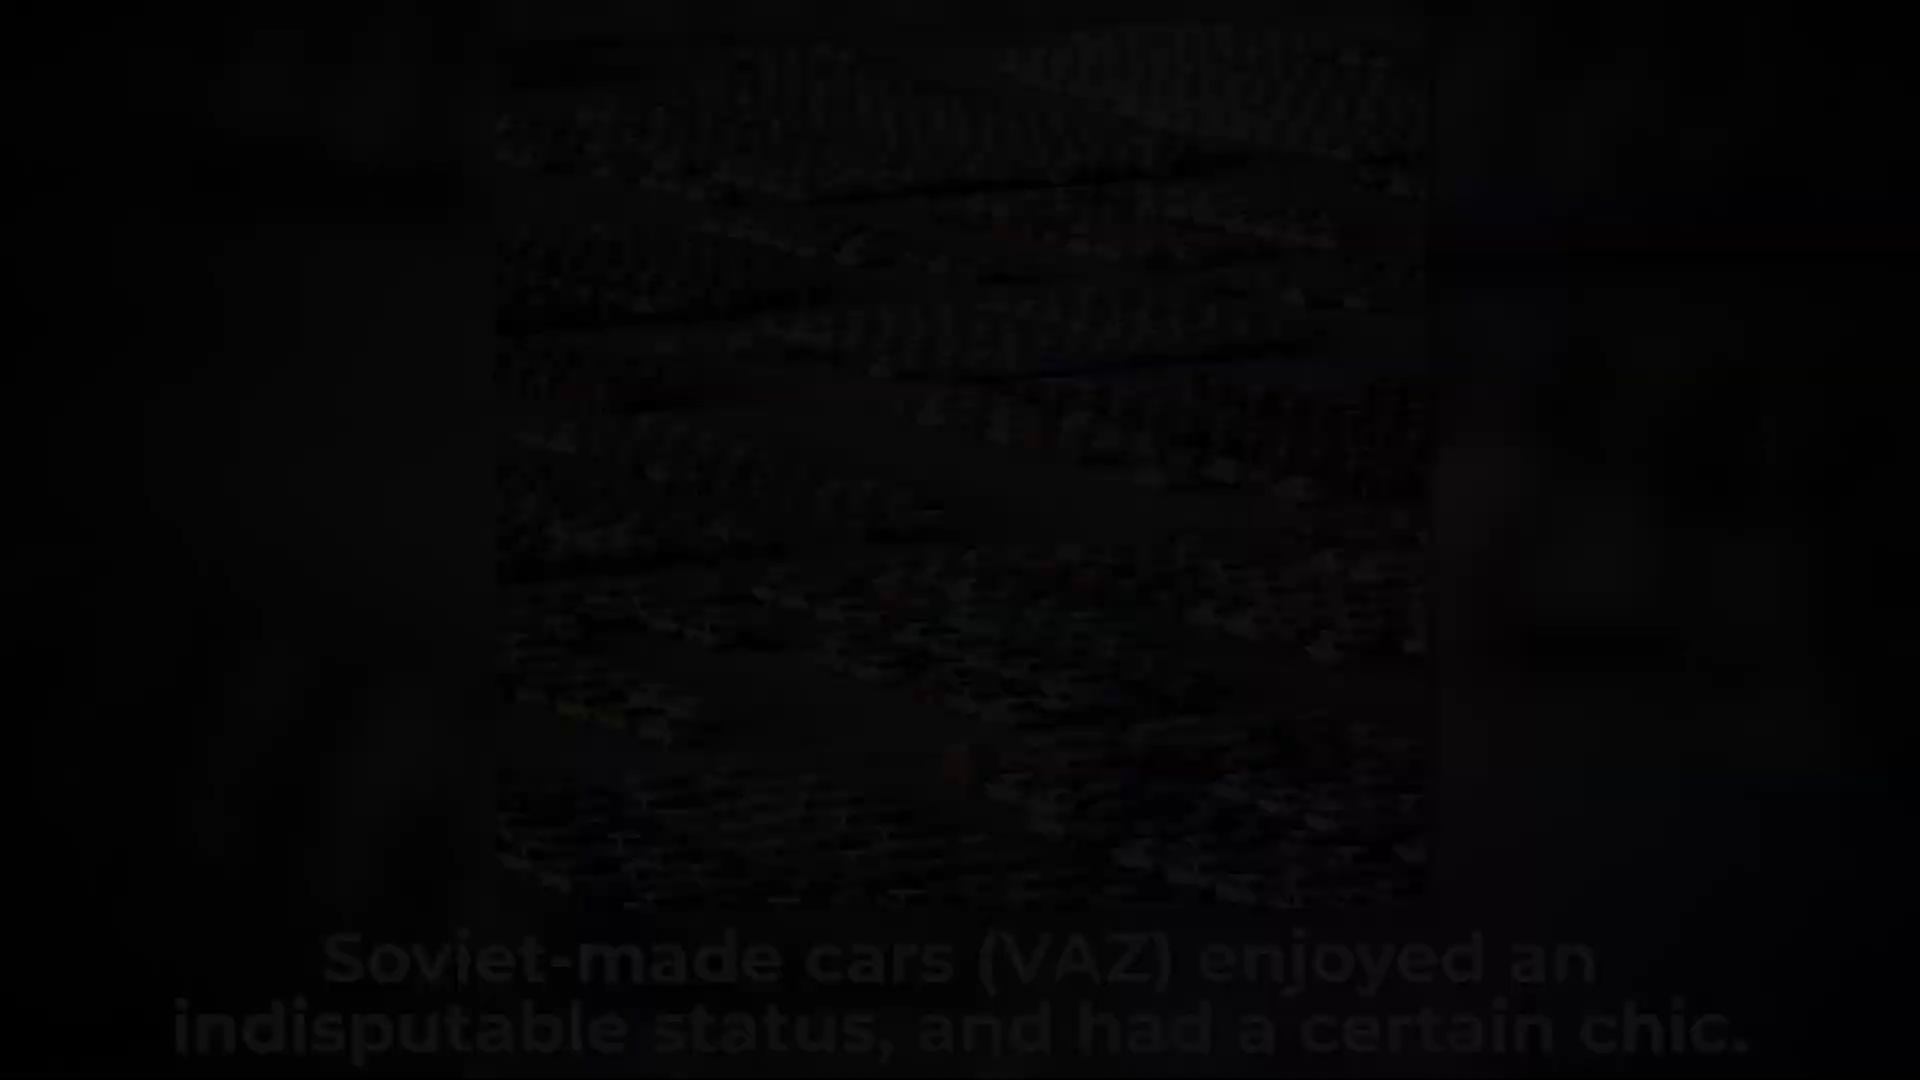 Soviet-made cars (VAZ) enjoyed an
indisputable status, and had a certain chic.